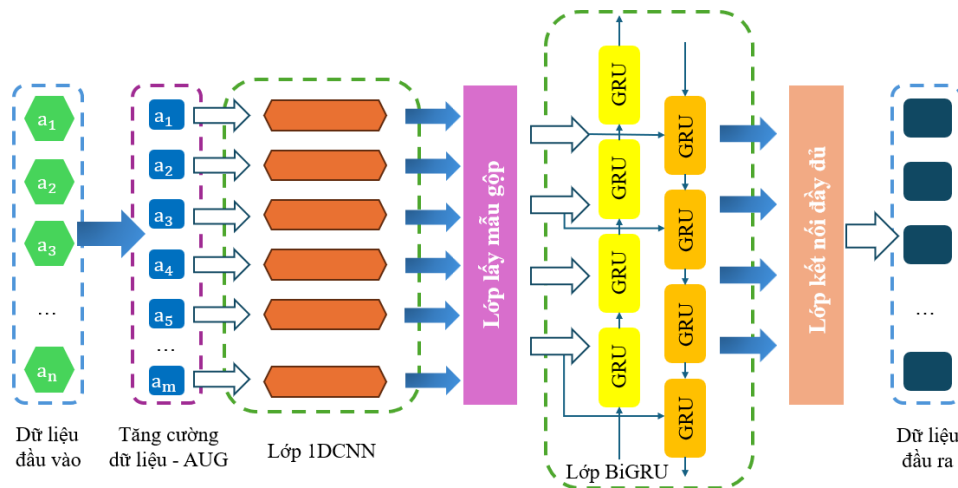 a₁
a₂
a₃
...
aₙ
Dữ liệu
đầu vào
a₁
a₂
a₃
a₄
a₅
...
aₘ
Tăng cường
dữ liệu - AUG
Lớp 1DCNN
Lớp lấy mẫu gộp
GRU
GRU
GRU
GRU
GRU
GRU
GRU
GRU
Lớp BiGRU
Lớp kết nối đầy đủ
...
Dữ liệu
đầu ra